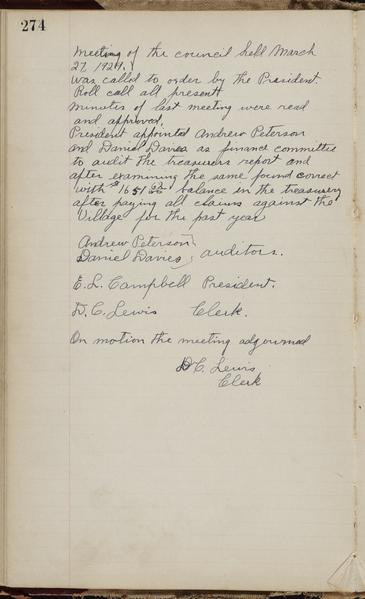 274
Meeting of the council held March
27, 1924.
was called to order by the President
Roll call all present
minutes of last meeting were read
and approved.
President appointed Andrew Peterson
and Daniel Davies as finance committee
to audit the treasurers report and
after examining the same found correct
with $1651 balance in the treasurey
after paying all claims against the
Village for the past year
Andrew Peterson
Daniel Davies, auditors.
E. L. Campbell President.
D. C. Lewis Clerk.
On motion the meeting adjourned
D. C. Lewis
Clerk